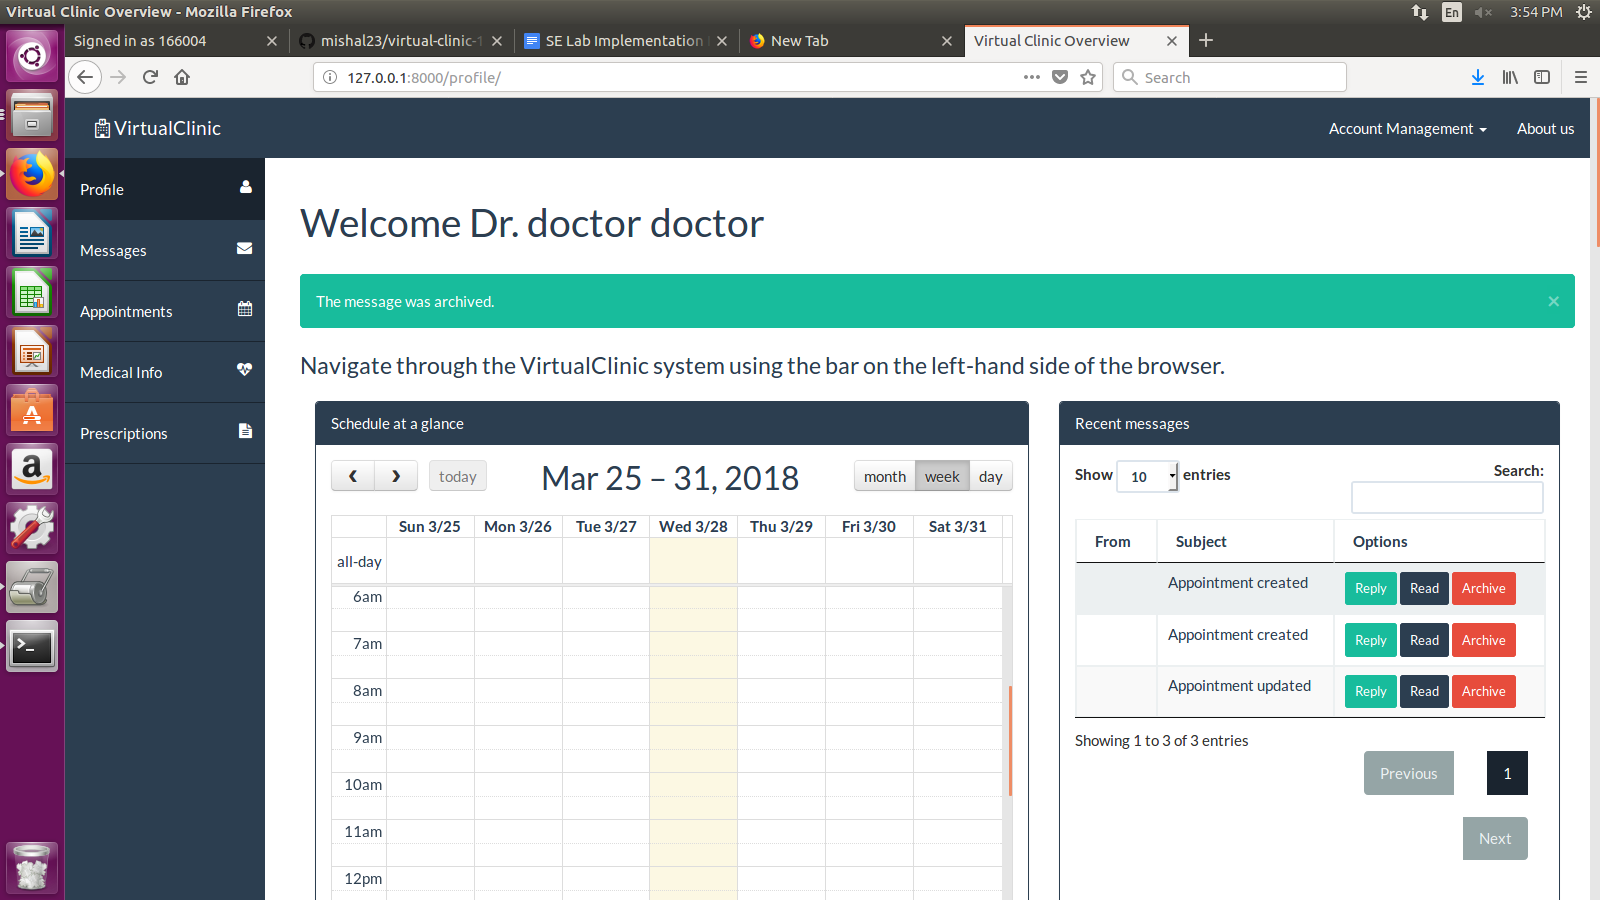 Virtual Clinic Overview - Mozilla Firefox
En
3:54 PM
Signed in as 166004
mishal23/virtual-clinic-1
SE Lab Implementation
New Tab
Virtual Clinic Overview
127.0.0.1:8000/profile/
Search
VirtualClinic
Account Management
About us
Profile
Messages
Appointments
Medical Info
Prescriptions
Welcome Dr. doctor doctor
The message was archived.
×
Navigate through the VirtualClinic system using the bar on the left-hand side of the browser.
Schedule at a glance
today
Mar 25 – 31, 2018
month week day
Sun 3/25 Mon 3/26 Tue 3/27 Wed 3/28 Thu 3/29 Fri 3/30 Sat 3/31
all-day
6am
7am
8am
9am
10am
11am
12pm
Recent messages
Show 10 entries
Search:
From Subject Options
Appointment created Reply Read Archive
Appointment created Reply Read Archive
Appointment updated Reply Read Archive
Showing 1 to 3 of 3 entries
Previous 1
Next